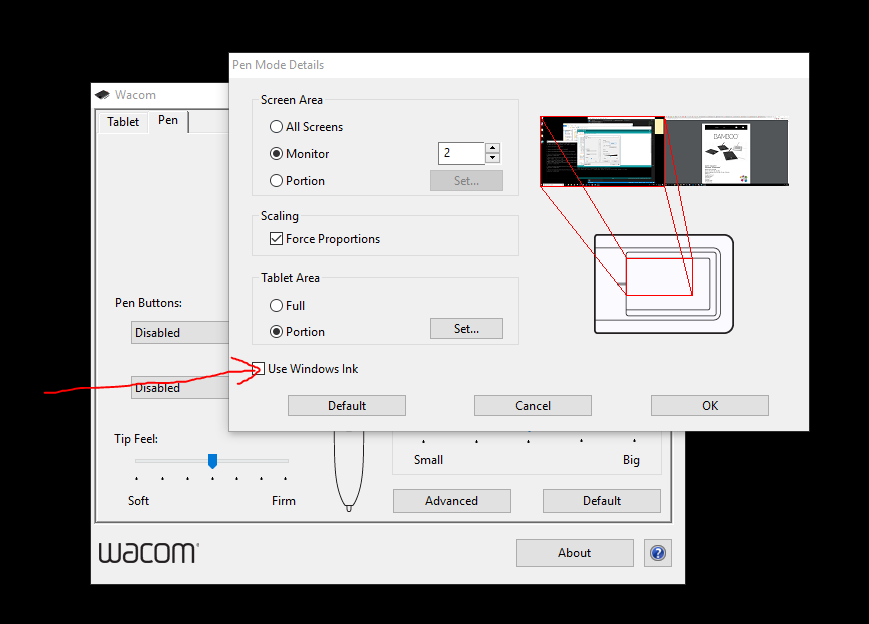 Pen Mode Details
Wacom
Tablet
Pen
Screen Area
All Screens
Monitor
2
Portion
Set...
Scaling
Force Proportions
Tablet Area
Full
Portion
Set...
Use Windows Ink
Default
Cancel
OK
BAMBOO
Pen Buttons:
Disabled
Disabled
Tip Feel:
Soft
Firm
Small
Big
Advanced
Default
wacom
About
?